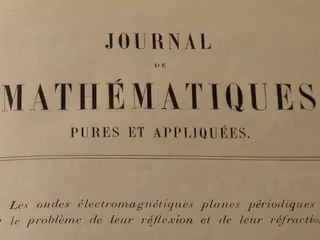 JOURNAL
DE
MATHÉMATIQUES
PURES ET APPLIQUÉES.
Les ondes électromagnétiques planes périodiques
le problème de leur réflexion et de leur